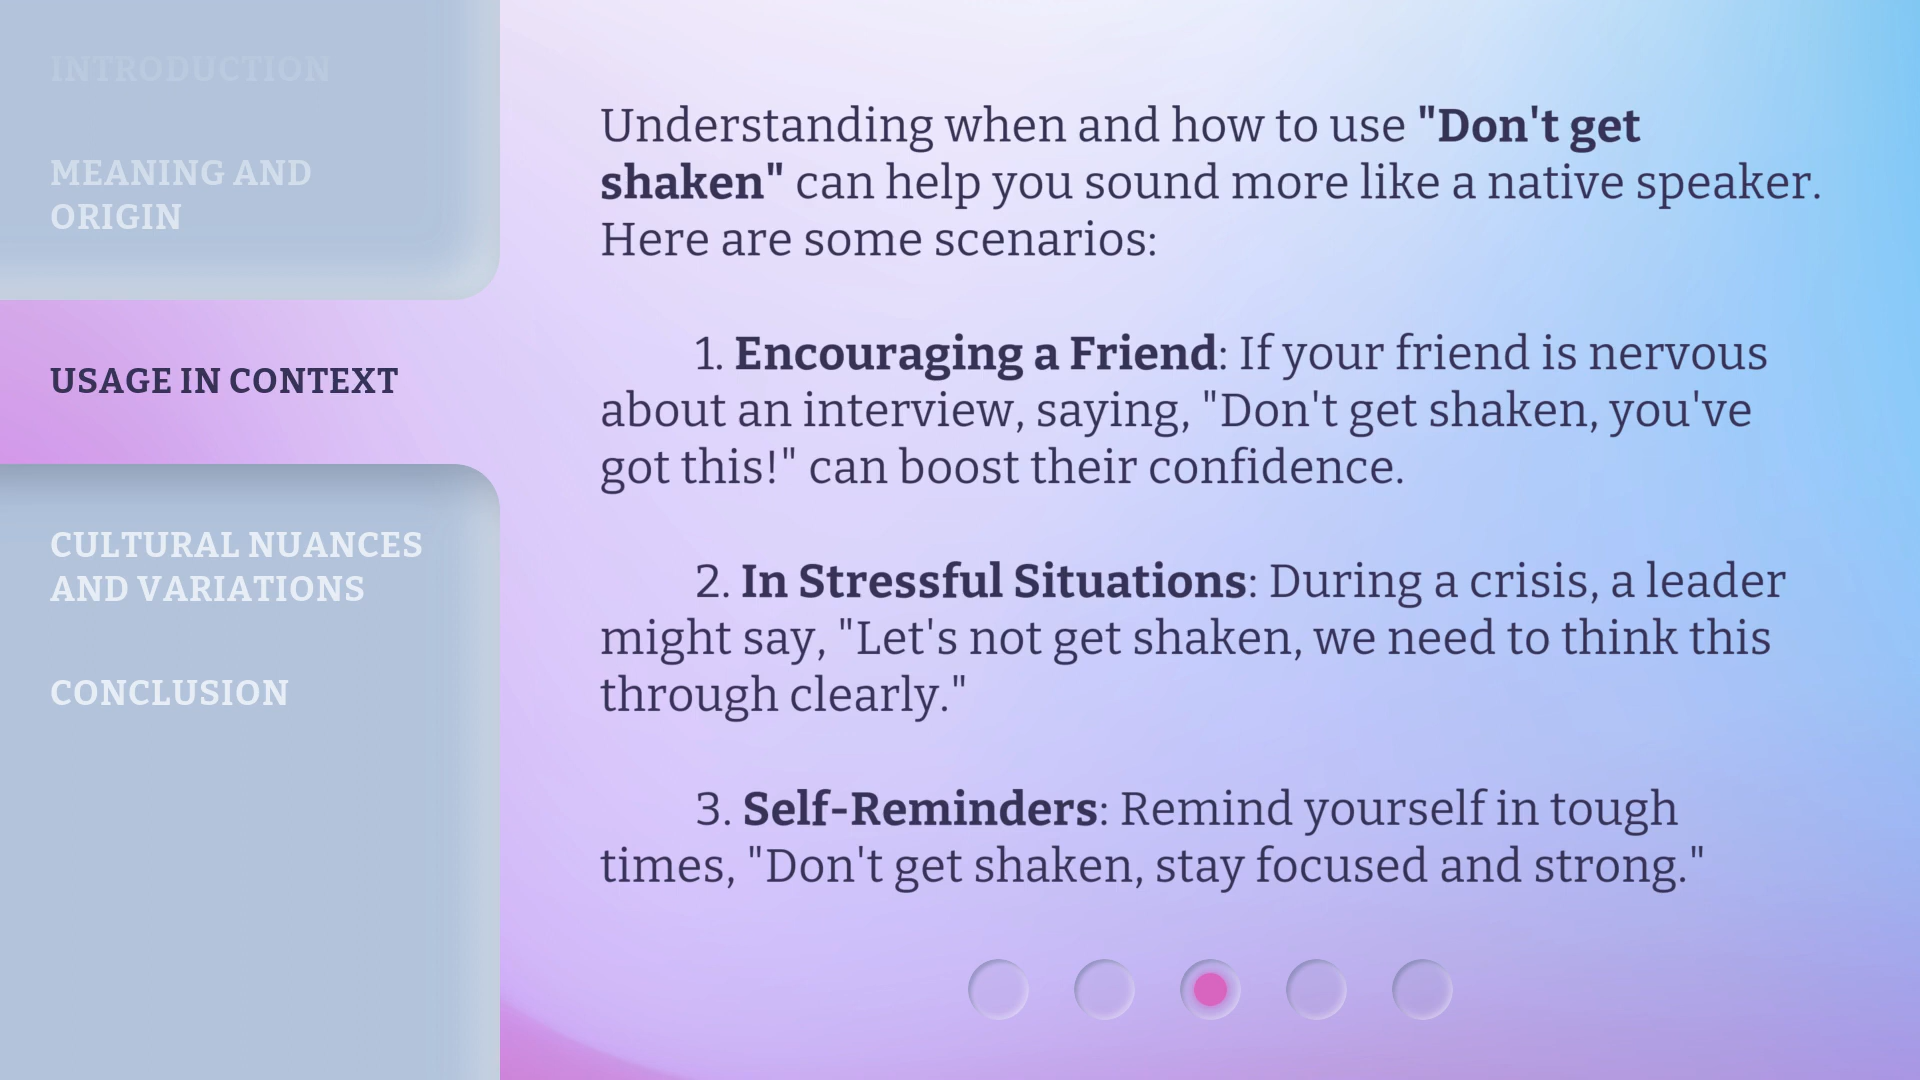 INTRODUCTION
MEANING AND
ORIGIN
USAGE IN CONTEXT
CULTURAL NUANCES
AND VARIATIONS
CONCLUSION
Understanding when and how to use "Don't get
shaken" can help you sound more like a native speaker.
Here are some scenarios:
1. Encouraging a Friend: If your friend is nervous
about an interview, saying, "Don't get shaken, you've
got this!" can boost their confidence.
2. In Stressful Situations: During a crisis, a leader
might say, "Let's not get shaken, we need to think this
through clearly."
3. Self-Reminders: Remind yourself in tough
times, "Don't get shaken, stay focused and strong."